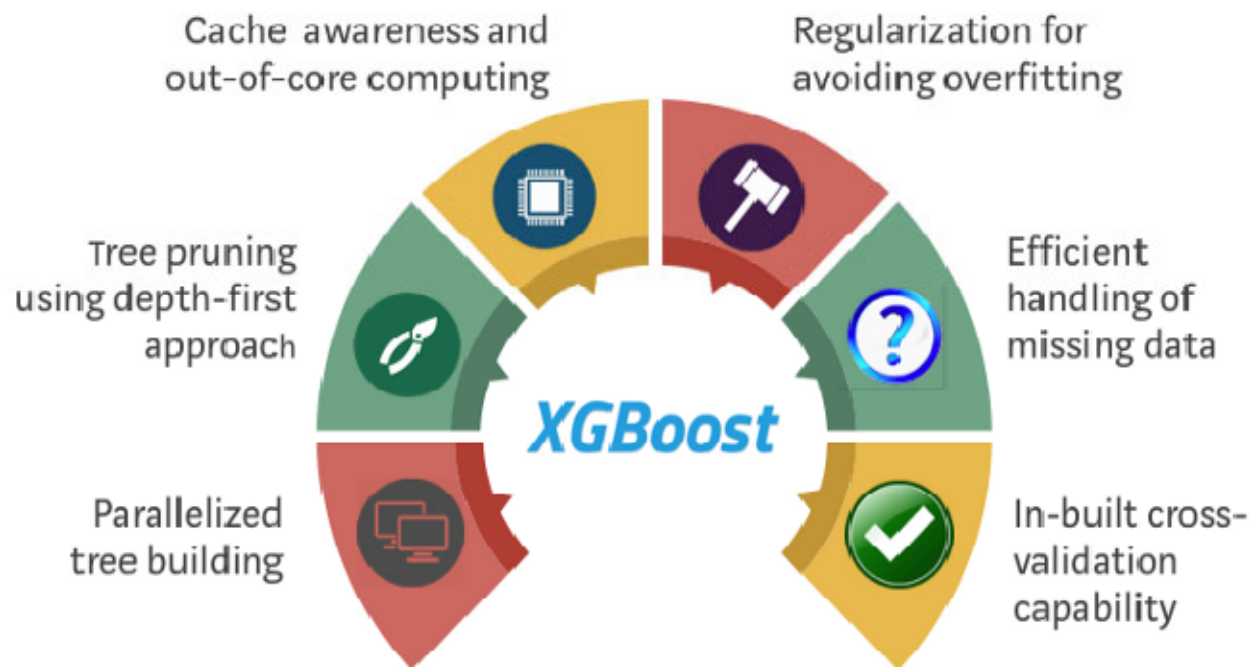 Cache awareness and
out-of-core computing
Regularization for
avoiding overfitting
Tree pruning
using depth-first
approach
Efficient
handling of
missing data
XGBoost
Parallelized
tree building
In-built cross-
validation
capability